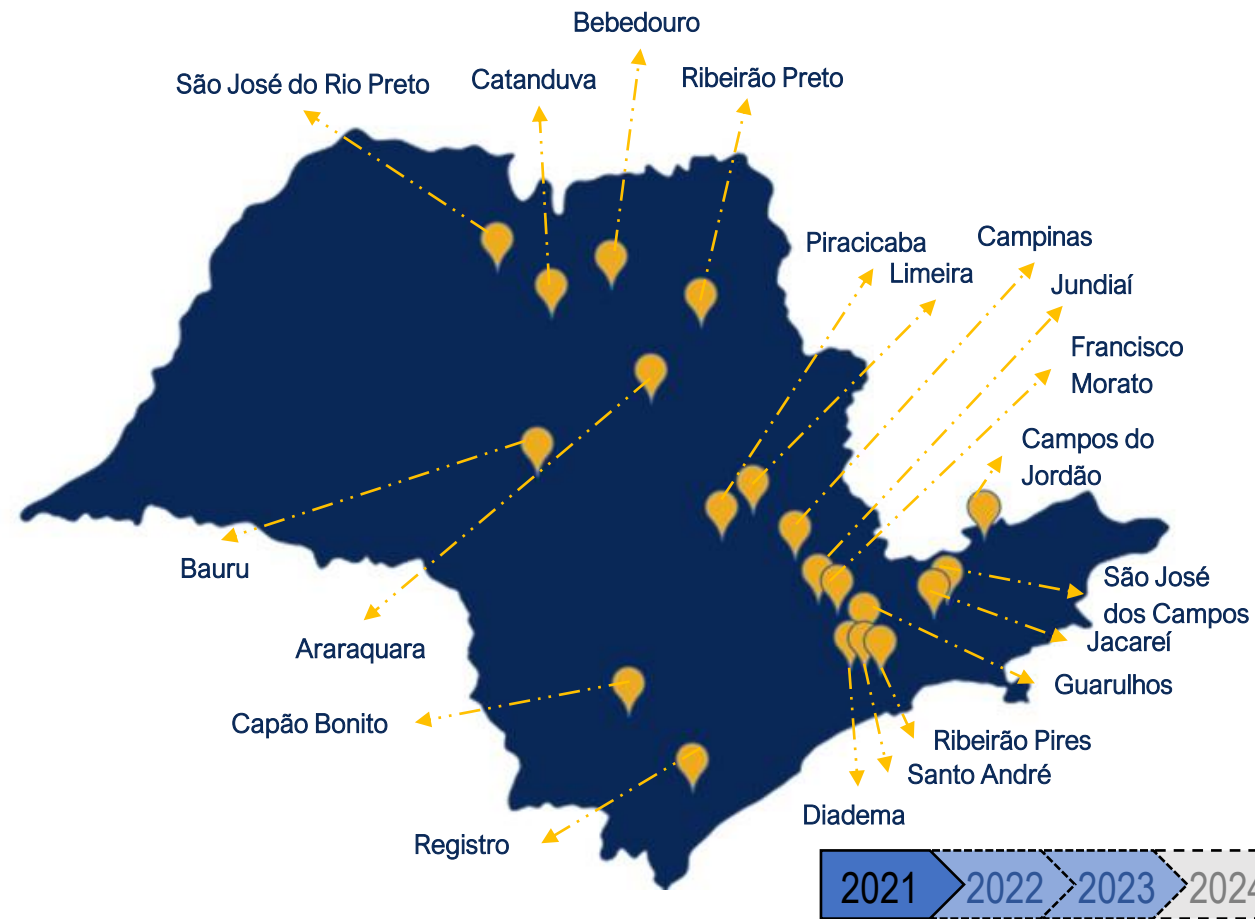 Bebedouro
São José do Rio Preto
Catanduva
Ribeirão Preto
Piracicaba
Campinas
Limeira
Jundiaí
Francisco
Morato
Campos do
Jordão
Bauru
São José
dos Campos
Araraquara
Jacareí
Guarulhos
Capão Bonito
Ribeirão Pires
Santo André
Diadema
Registro
2021
2022
2023
2024